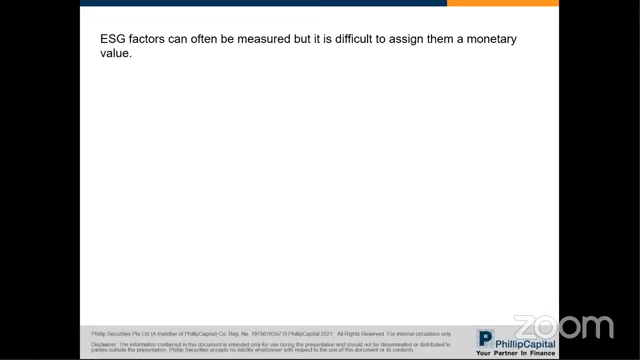 ESG factors can often be measured but it is difficult to assign them a monetary
value.
Phillip Securities Pte Ltd (A member of PhillipCapital) Co. Reg. No. 197501035Z © PhillipCapital 2021. All Rights Reserved. For internal circulation only.
Disclaimer: The information contained in this document is intended only for use during the presentation and should not be disseminated or distributed to
parties outside the presentation. Phillip Securities accepts no liability whatsoever with respect to the use of this document or its contents.
P PhillipCapital
Your Partner In Finance
zoom